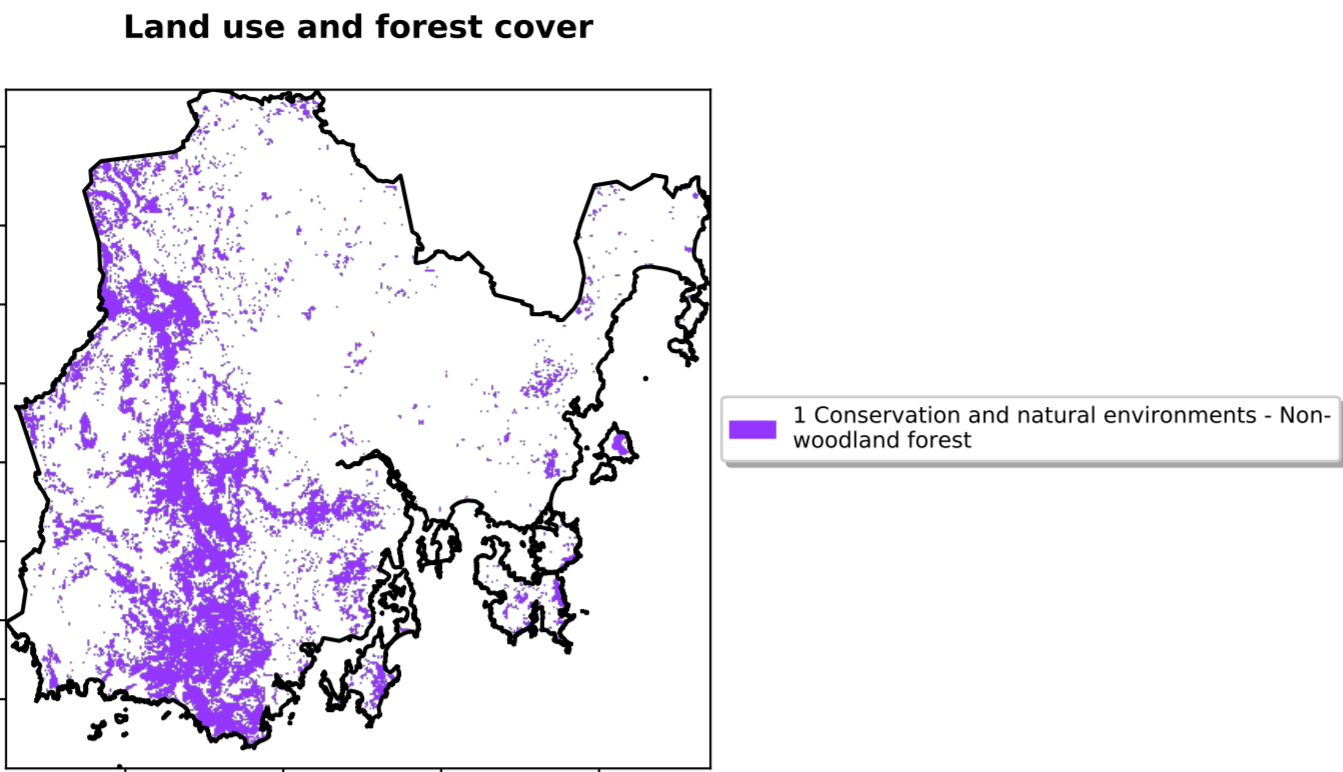 Land use and forest cover
1 Conservation and natural environments - Non-
woodland forest